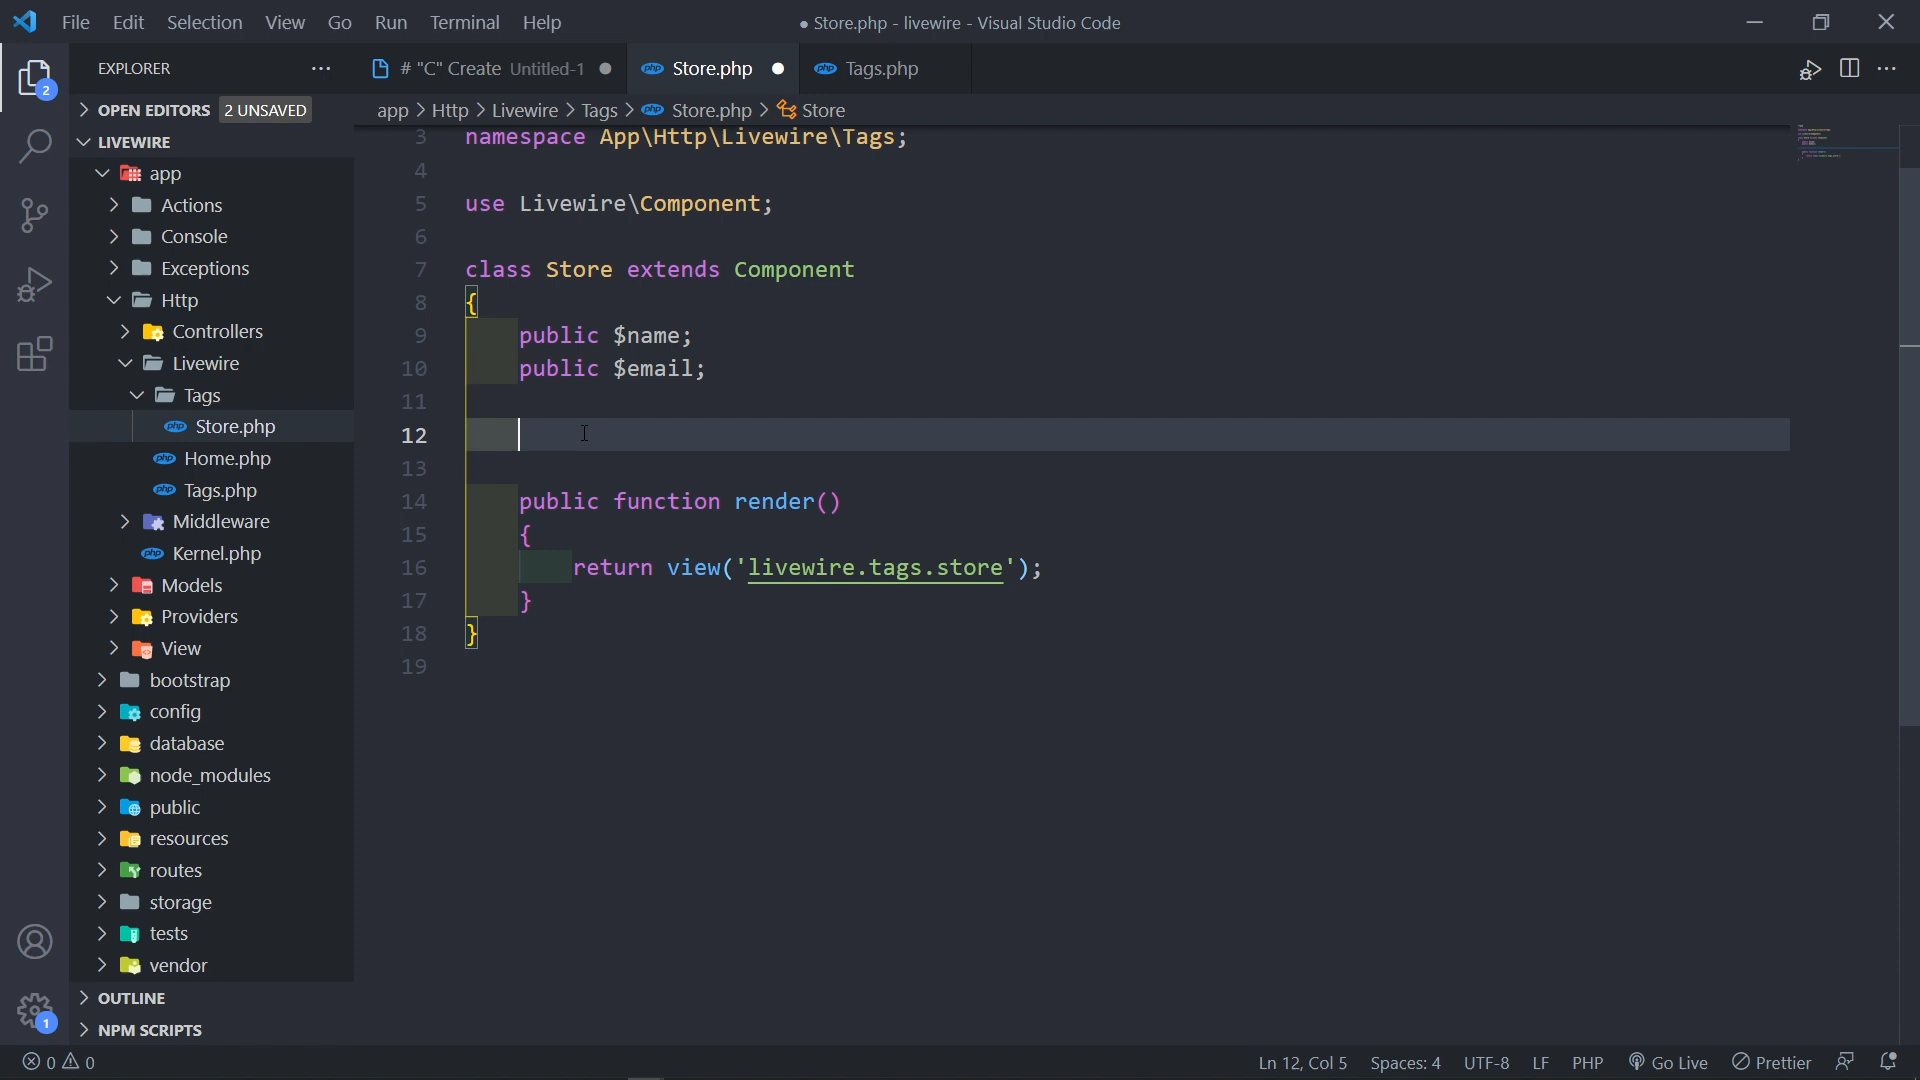 File Edit Selection View Go Run Terminal Help
● Store.php - livewire - Visual Studio Code
EXPLORER
2
OPEN EDITORS 2 UNSAVED
LIVEWIRE
app
Actions
Console
Exceptions
Http
Controllers
Livewire
Tags
Store.php
Home.php
Tags.php
Middleware
Kernel.php
Models
Providers
View
bootstrap
config
database
node_modules
public
resources
routes
storage
tests
vendor
OUTLINE
NPM SCRIPTS
1
# "C" Create Untitled-1
php Store.php
php Tags.php
app > Http > Livewire > Tags > php Store.php > Store
3 namespace App\Http\Livewire\Tags;
4
5 use Livewire\Component;
6
7 class Store extends Component
8 {
9 public $name;
10 public $email;
11
12
13
14 public function render()
15 {
16 return view('livewire.tags.store');
17 }
18 }
19
0 0
Ln 12, Col 5 Spaces: 4 UTF-8 LF PHP Go Live Prettier